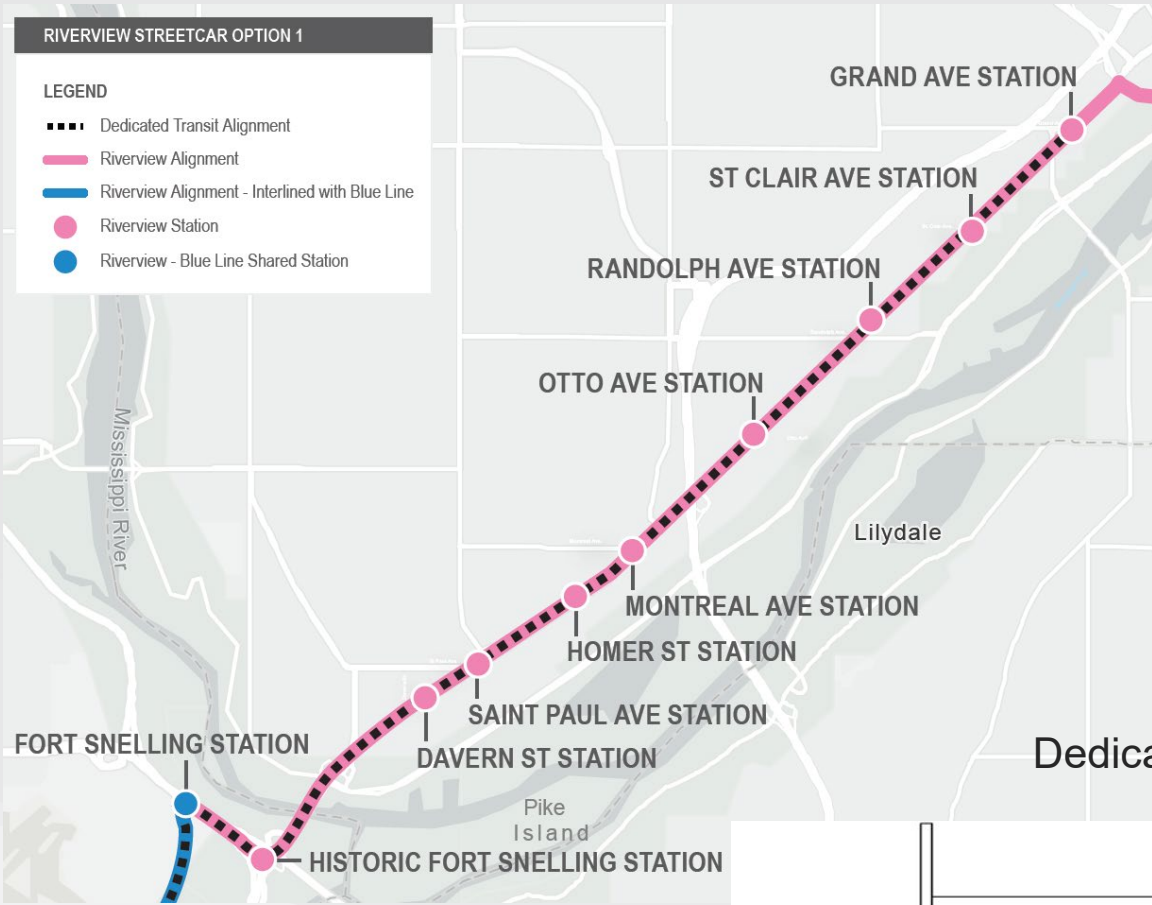 RIVERVIEW STREETCAR OPTION 1
LEGEND
Dedicated Transit Alignment
Riverview Alignment
Riverview Alignment - Interlined with Blue Line
Riverview Station
Riverview - Blue Line Shared Station
GRAND AVE STATION
ST CLAIR AVE STATION
RANDOLPH AVE STATION
OTTO AVE STATION
Mississippi River
Lilydale
MONTREAL AVE STATION
HOMER ST STATION
SAINT PAUL AVE STATION
FORT SNELLING STATION
DAVERN ST STATION
Dedica
Pike
Island
HISTORIC FORT SNELLING STATION